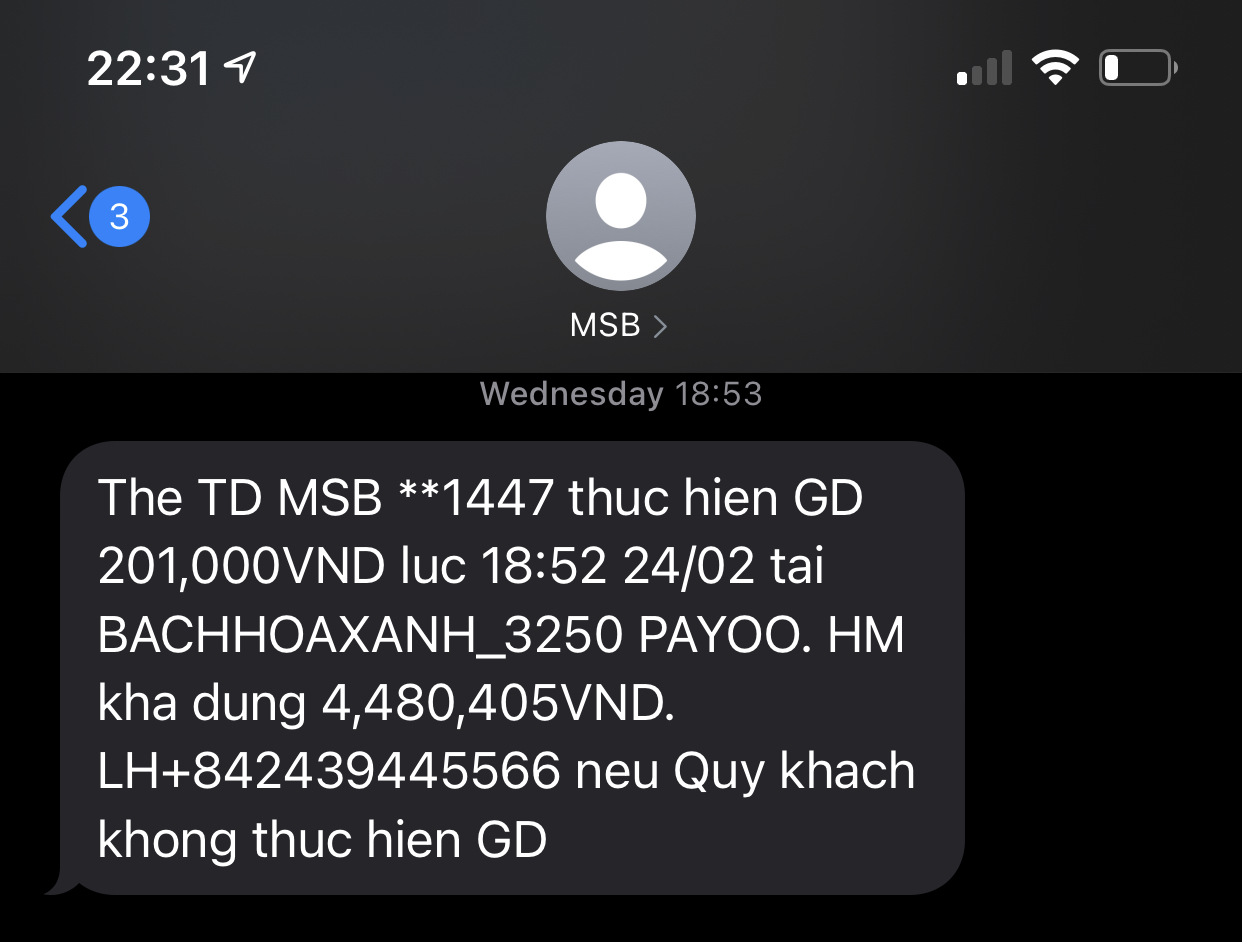 22:31
3
MSB
Wednesday 18:53
The TD MSB **1447 thuc hien GD
201,000VND luc 18:52 24/02 tai
BACHHOAXANH_3250 PAYOO. HM
kha dung 4,480,405VND.
LH+842439445566 neu Quy khach
khong thuc hien GD